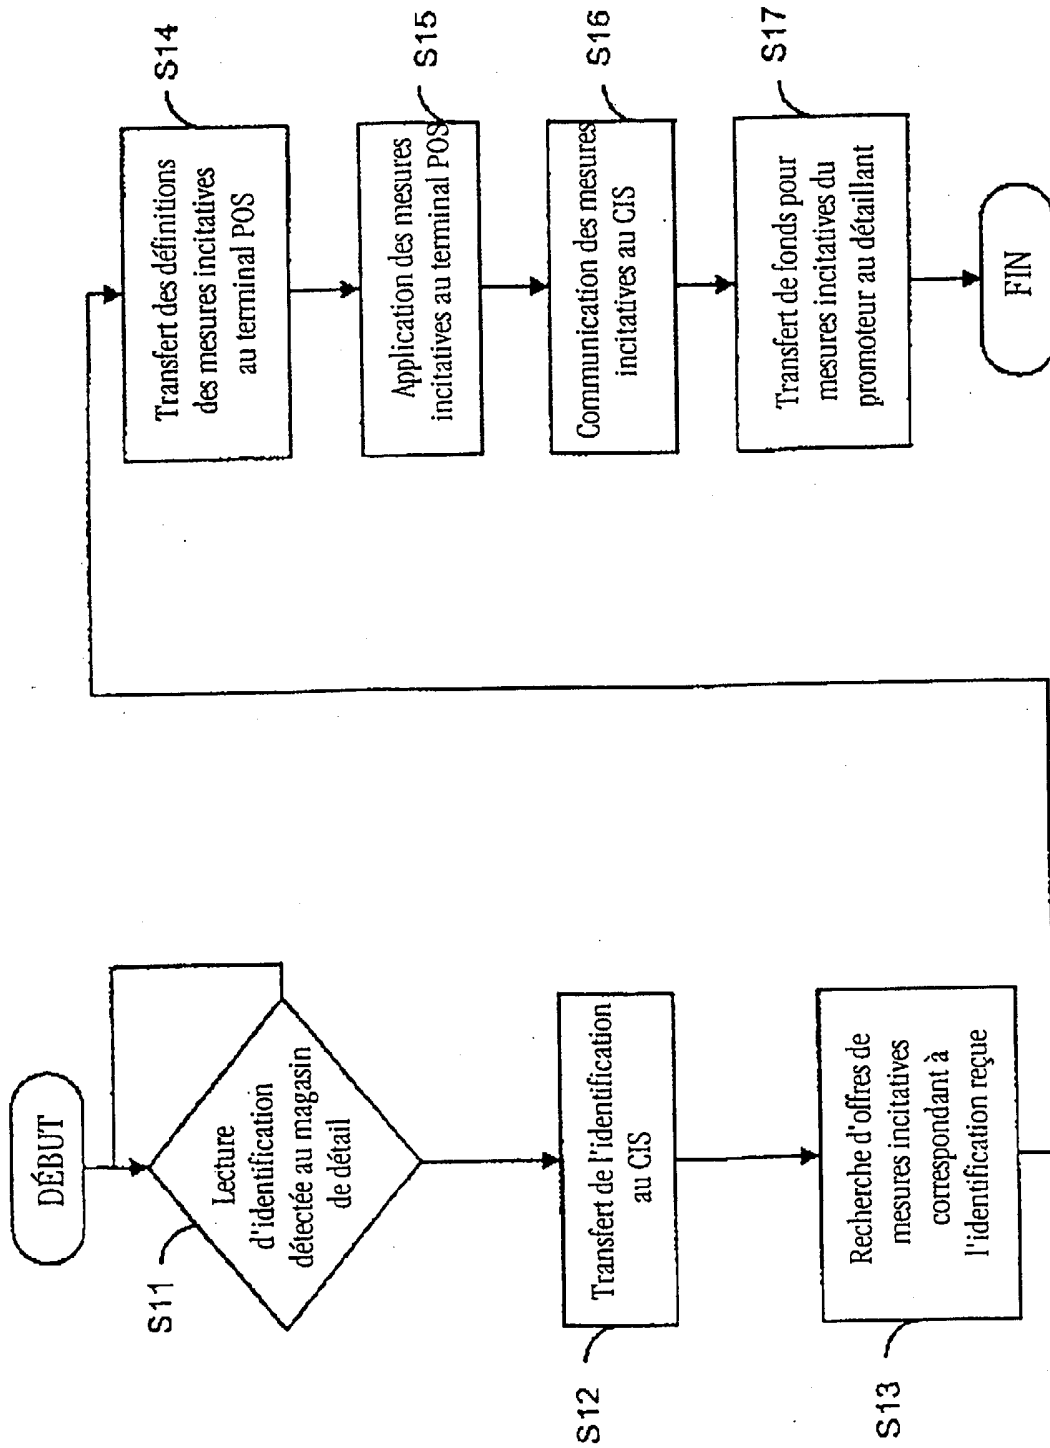 DÉBUT
S11
Lecture
d'identification
détectée au magasin
de détail
S12
Transfert de l'identification
au CIS
S13
Recherche d'offres de
mesures incitatives
correspondant à
l'identification reçue
S14
Transfert des définitions
des mesures incitatives
au terminal POS
S15
Application des mesures
incitatives au terminal POS
S16
Communication des mesures
incitatives au CIS
S17
Transfert de fonds pour
mesures incitatives du
promoteur au détaillant
FIN